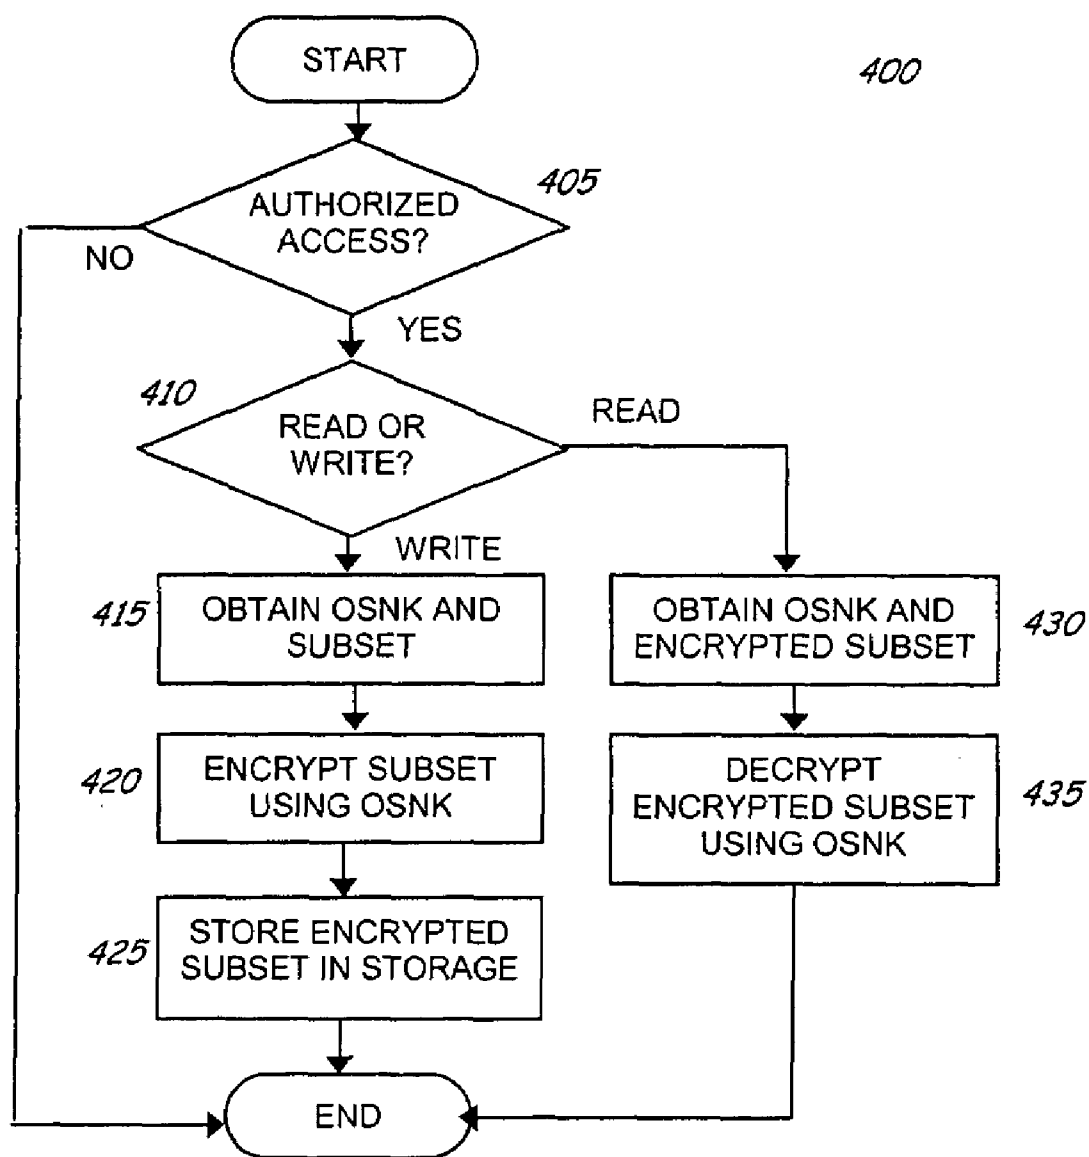 START
400
405
AUTHORIZED
ACCESS?
NO
YES
410
READ OR
WRITE?
READ
WRITE
415
OBTAIN OSNK AND
SUBSET
OBTAIN OSNK AND
ENCRYPTED SUBSET
430
420
ENCRYPT SUBSET
USING OSNK
DECRYPT
ENCRYPTED SUBSET
USING OSNK
435
425
STORE ENCRYPTED
SUBSET IN STORAGE
END